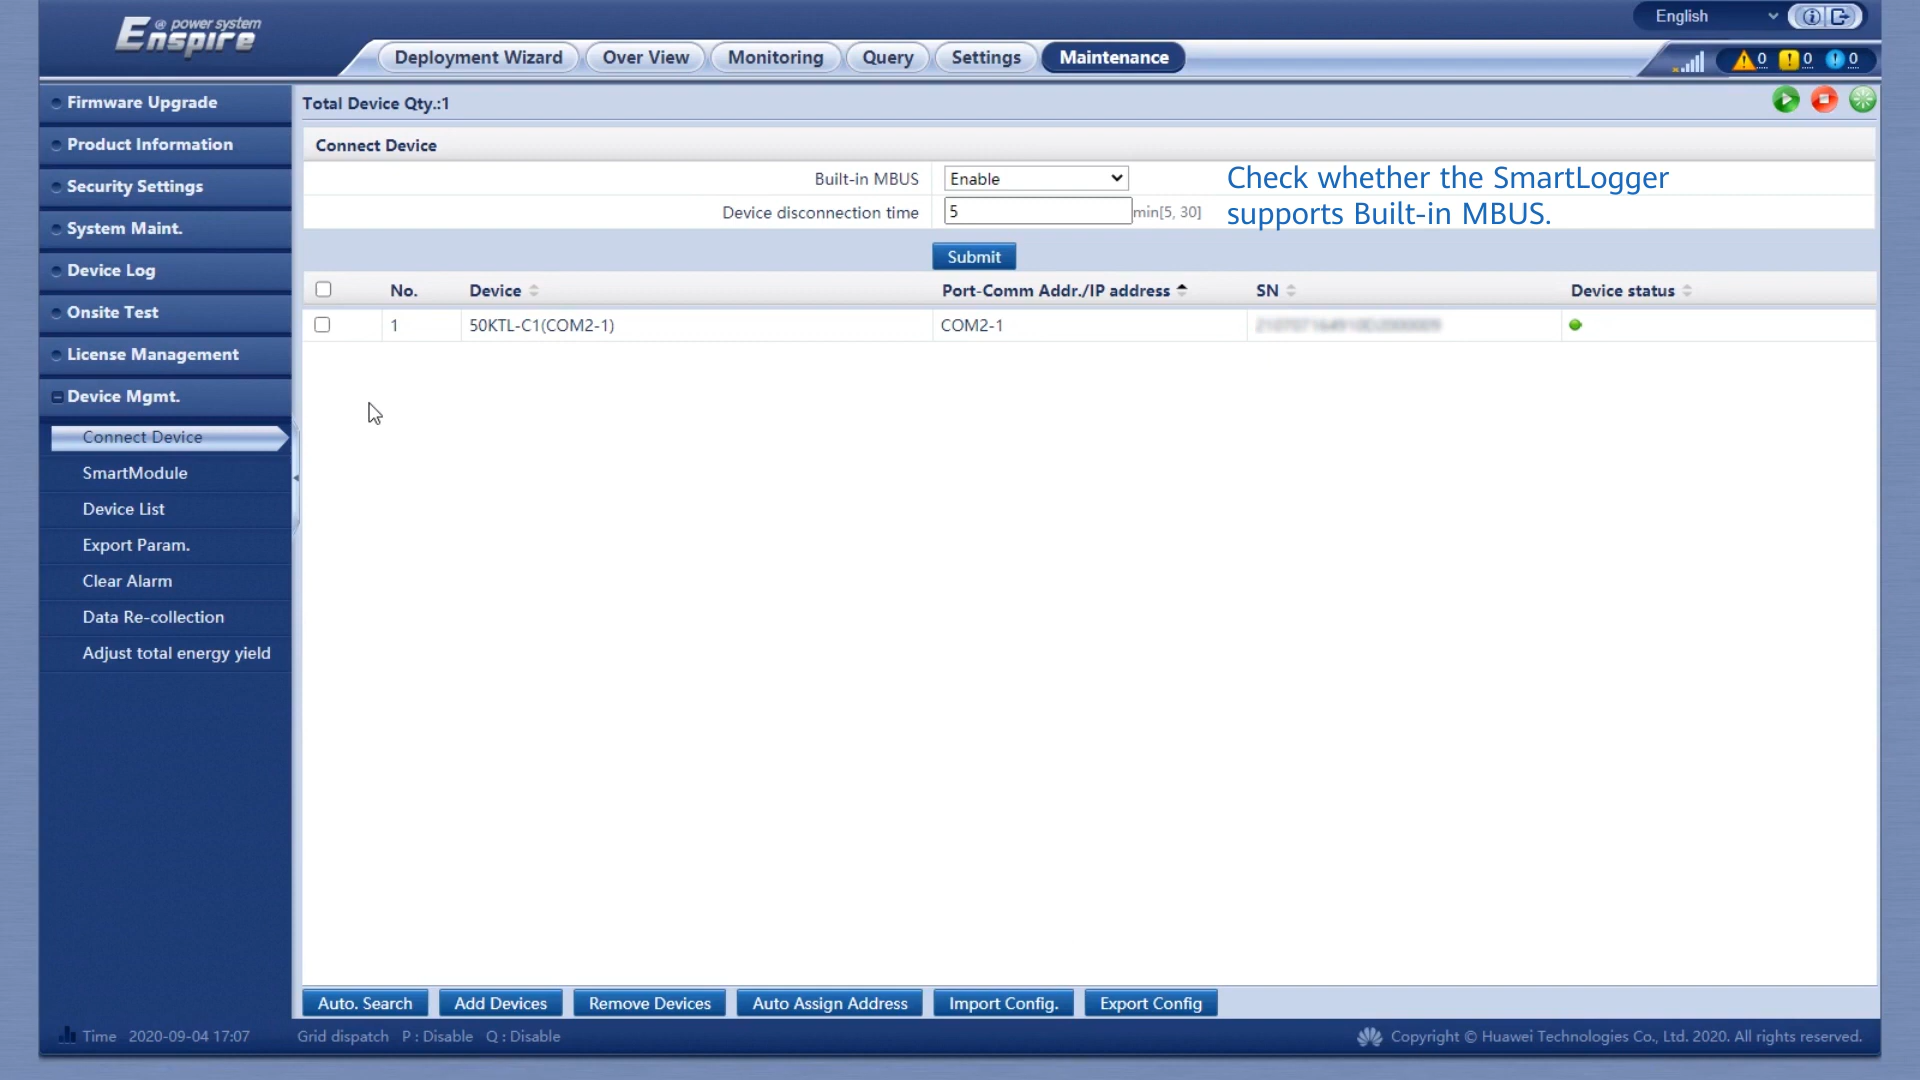 @ power system
Enspire
English
Deployment Wizard
Over View
Monitoring
Query
Settings
Maintenance
0
0
0
Firmware Upgrade
Product Information
Security Settings
System Maint.
Device Log
Onsite Test
License Management
Device Mgmt.
Connect Device
SmartModule
Device List
Export Param.
Clear Alarm
Data Re-collection
Adjust total energy yield
Total Device Qty.:1
Connect Device
Built-in MBUS
Enable
Device disconnection time
5
min[5, 30]
Check whether the SmartLogger
supports Built-in MBUS.
Submit
No.
Device
Port-Comm Addr./IP address
SN
Device status
1
50KTL-C1(COM2-1)
COM2-1
Auto. Search
Add Devices
Remove Devices
Auto Assign Address
Import Config.
Export Config
Time 2020-09-04 17:07
Grid dispatch P : Disable Q : Disable
Copyright © Huawei Technologies Co., Ltd. 2020. All rights reserved.